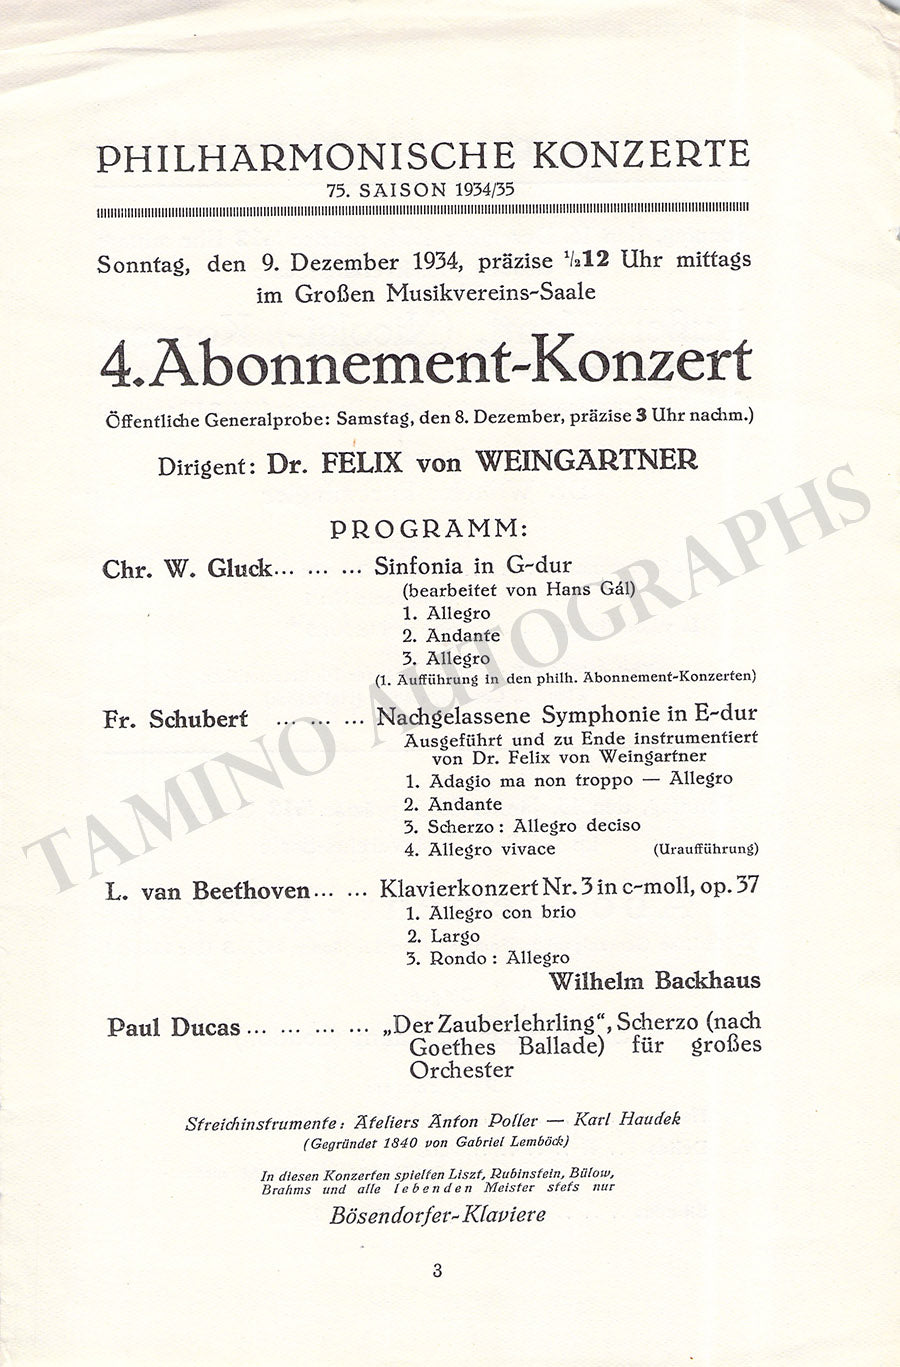 PHILHARMONISCHE KONZERTE
75. SAISON 1934/35
Sonntag, den 9. Dezember 1934, präzise ½12 Uhr mittags
im Großen Musikvereins-Saale
4. Abonnement-Konzert
Öffentliche Generalprobe: Samstag, den 8. Dezember, präzise 3 Uhr nachm.)
Dirigent: Dr. FELIX von WEINGARTNER
PROGRAMM:
Chr. W. Gluck... ... ... Sinfonia in G-dur
(bearbeitet von Hans Gál)
1. Allegro
2. Andante
3. Allegro
(1. Aufführung in den philh. Abonnement-Konzerten)
Fr. Schubert ... ... ... Nachgelassene Symphonie in E-dur
Ausgeführt und zu Ende instrumentiert
von Dr. Felix von Weingartner
1. Adagio ma non troppo — Allegro
2. Andante
3. Scherzo: Allegro deciso
4. Allegro vivace (Uraufführung)
L. van Beethoven... ... Klavierkonzert Nr. 3 in c-moll, op. 37
1. Allegro con brio
2. Largo
3. Rondo: Allegro
Wilhelm Backhaus
Paul Ducas ... ... ... ... „Der Zauberlehrling“, Scherzo (nach
Goethes Ballade) für großes
Orchester
Streichinstrumente: Ateliers Anton Poller — Karl Haudek
(Gegründet 1840 von Gabriel Lemböck)
In diesen Konzerten spielten Liszt, Rubinstein, Bülow,
Brahms und alle lebenden Meister stets nur
Bösendorfer-Klaviere
3
TAMINO AUTOGRAPHS